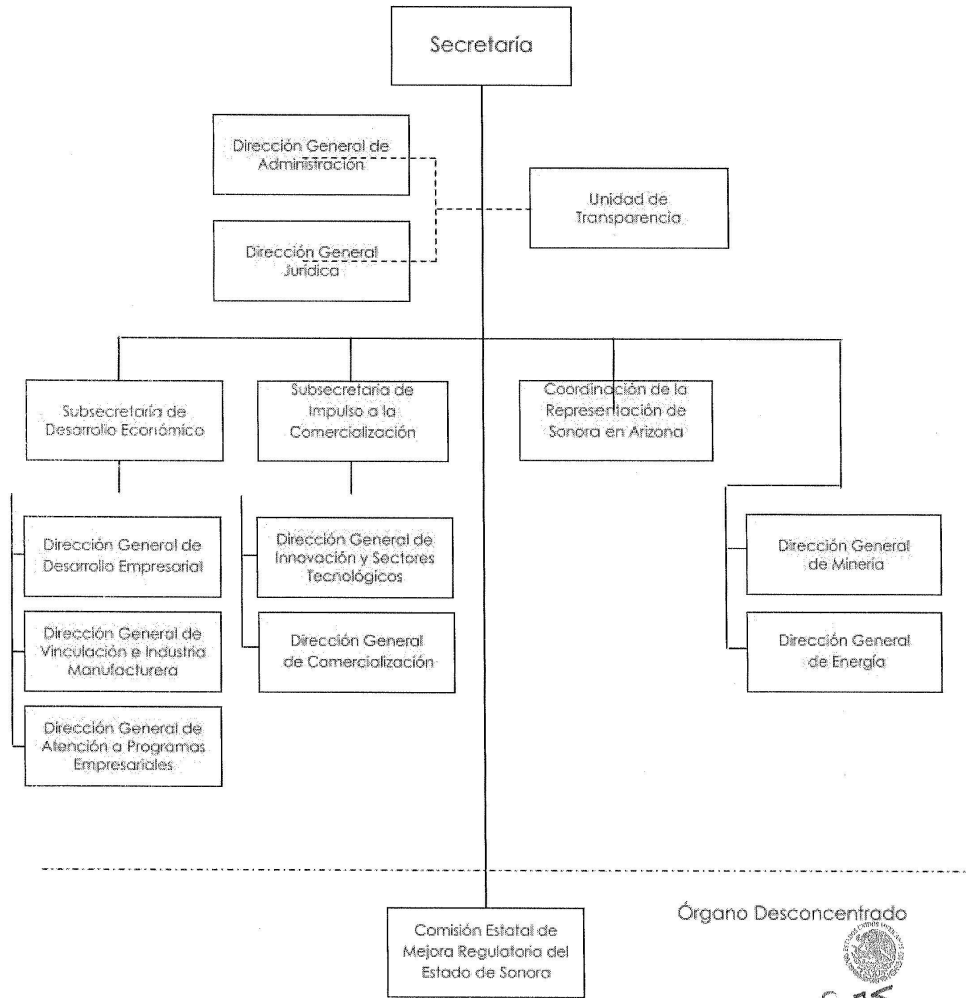 Secretaría
Dirección General de
Administración
Unidad de
Transparencia
Dirección General
Jurídica
Subsecretaría de
Desarrollo Económico
Subsecretaría de
Impulso a la
Comercialización
Coordinación de la
Representación de
Sonora en Arizona
Dirección General de
Desarrollo Empresarial
Dirección General de
Vinculación e Industria
Manufacturera
Dirección General de
Atención a Programas
Empresariales
Dirección General de
Innovación y Sectores
Tecnológicos
Dirección General
de Comercialización
Dirección General
de Minería
Dirección General
de Energía
Órgano Desconcentrado
Comisión Estatal de
Mejora Regulatoria del
Estado de Sonora